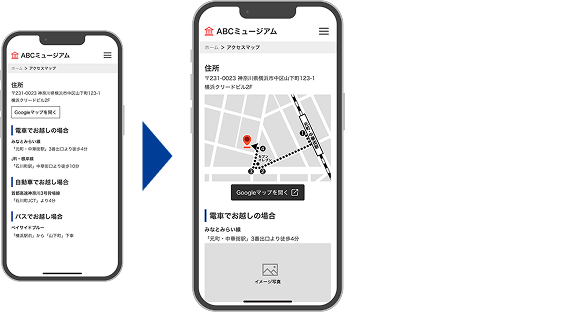 ABCミュージアム
ホーム > アクセスマップ
住所
〒231-0023 神奈川県横浜市中区山下町123-1
横浜クリードビル2F
Googleマップを開く
電車でお越しの場合
みなとみらい線
「元町・中華街駅」3番出口より徒歩4分
JR・根岸線
「石川町駅」中華街口より徒歩10分
自動車でお越しの場合
首都高速神奈川3号狩場線
「石川町JCT」より4分
バスでお越しの場合
ベイサイドブルー
「横浜駅前」から「山下町」下車
ABCミュージアム
ホーム > アクセスマップ
住所
〒231-0023 神奈川県横浜市中区山下町123-1
横浜クリードビル2F
1
4
3
2
Googleマップを開く
電車でお越しの場合
みなとみらい線
「元町・中華街駅」3番出口より徒歩4分
イメージ写真